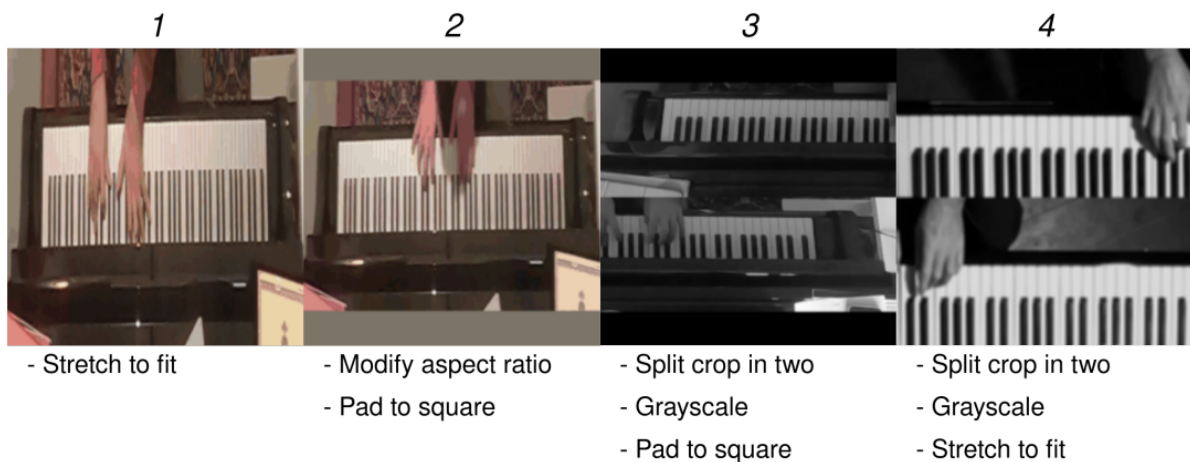 1
2
3
4
- Stretch to fit
- Modify aspect ratio
- Pad to square
- Split crop in two
- Grayscale
- Pad to square
- Split crop in two
- Grayscale
- Stretch to fit